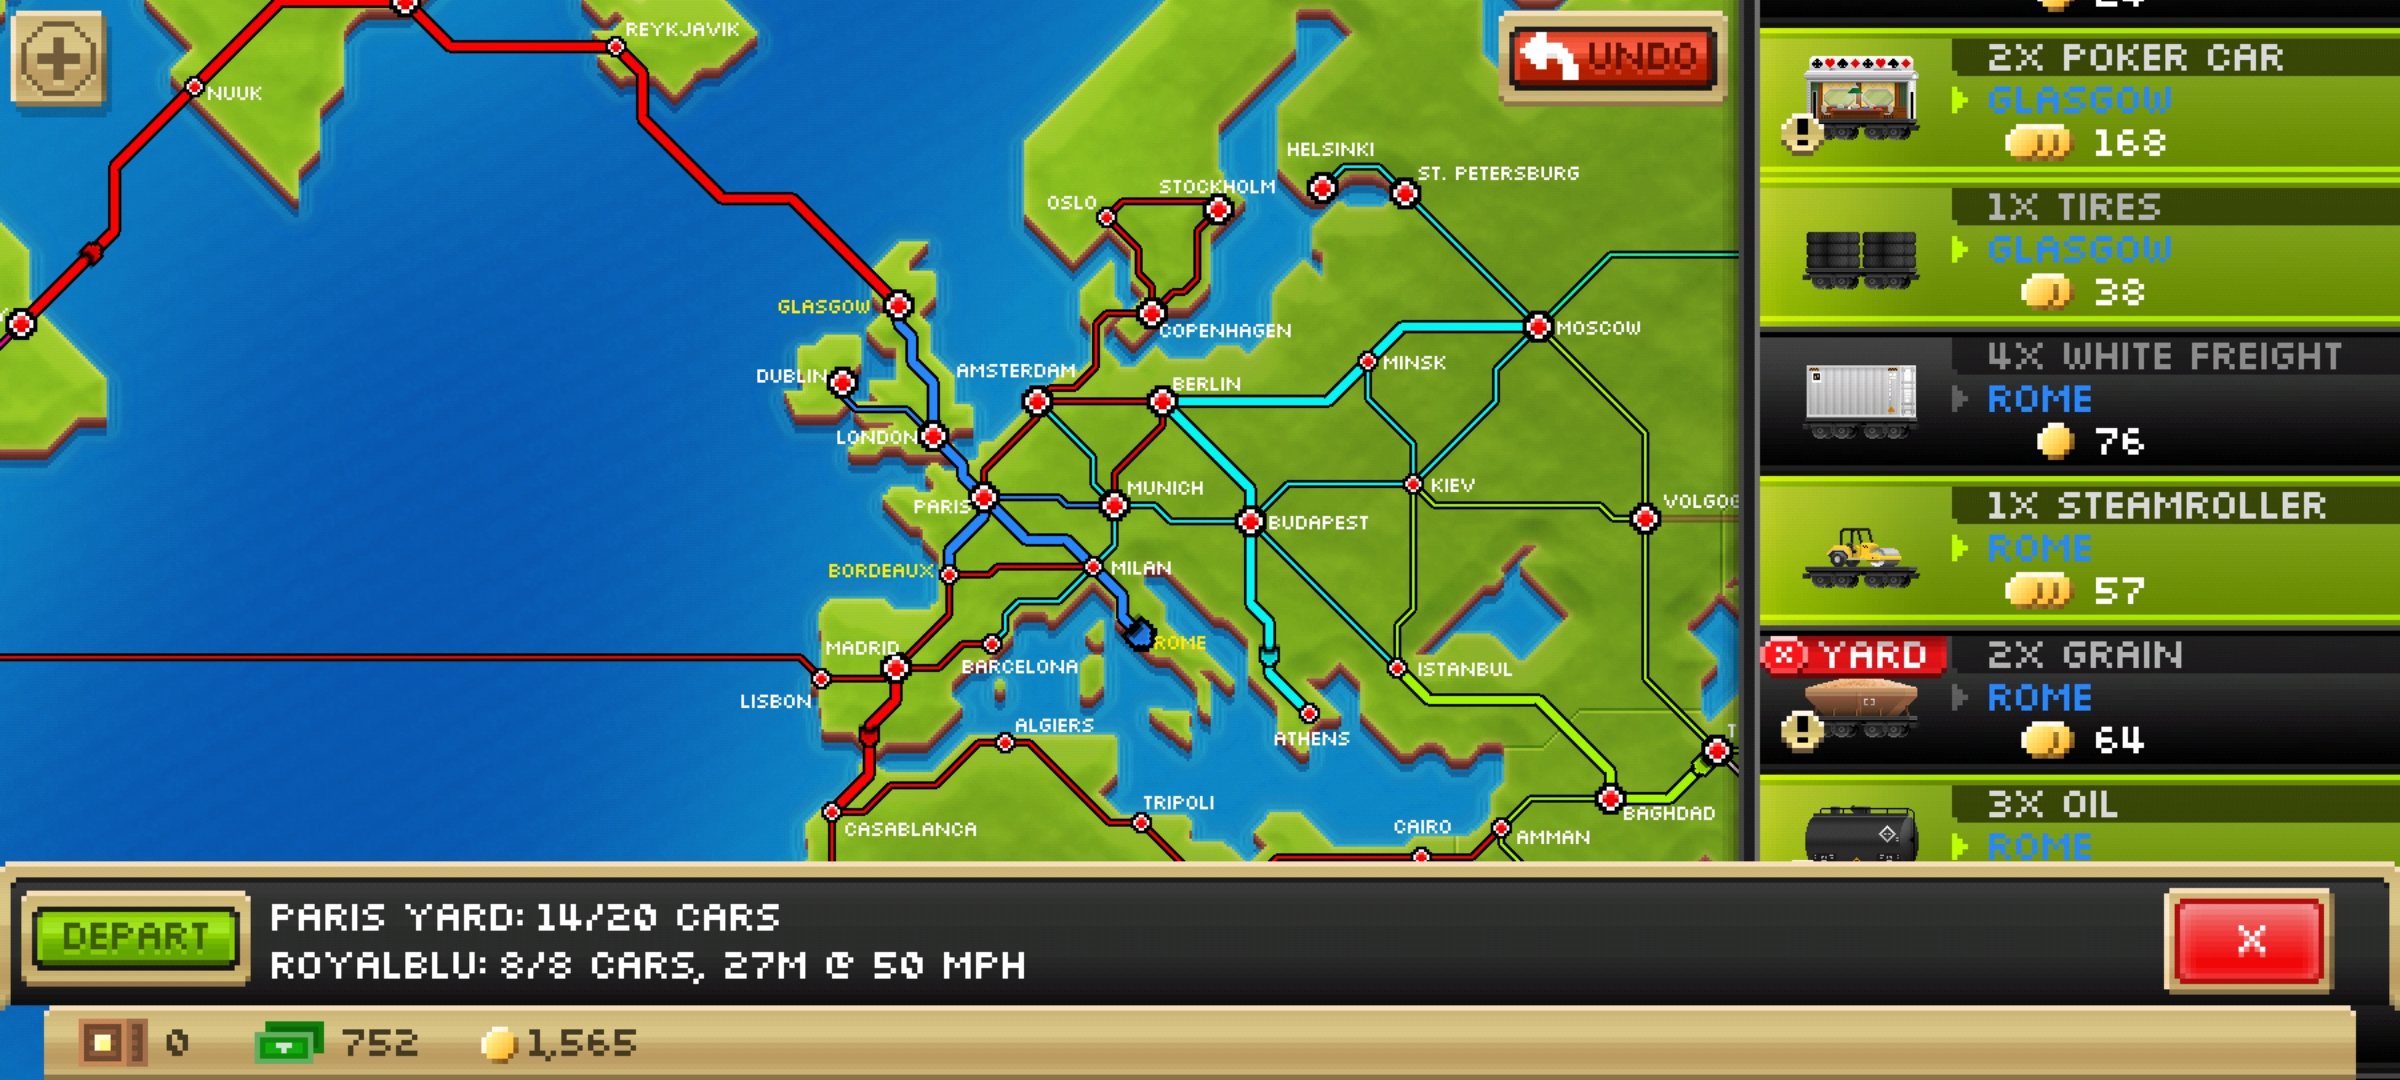 REYKJAVIK
NUUK
HELSINKI
ST. PETERSBURG
STOCKHOLM
OSLO
GLASGOW
COPENHAGEN
MOSCOW
MINSK
AMSTERDAM
DUBLIN
BERLIN
LONDON
KIEV
MUNICH
PARIS
VOLGOG
BUDAPEST
BORDEAUX
MILAN
ROME
MADRID
BARCELONA
ISTANBUL
LISBON
ALGIERS
ATHENS
T
TRIPOLI
BAGHDAD
CASABLANCA
CAIRO
AMMAN
UNDO
24
2X POKER CAR
GLASGOW
168
1X TIRES
GLASGOW
38
4X WHITE FREIGHT
ROME
76
1X STEAMROLLER
ROME
57
YARD
2X GRAIN
ROME
64
3X OIL
ROME
DEPART
PARIS YARD: 14/20 CARS
ROYALBLU: 8/8 CARS, 27M @ 50 MPH
X
0
752
1,565